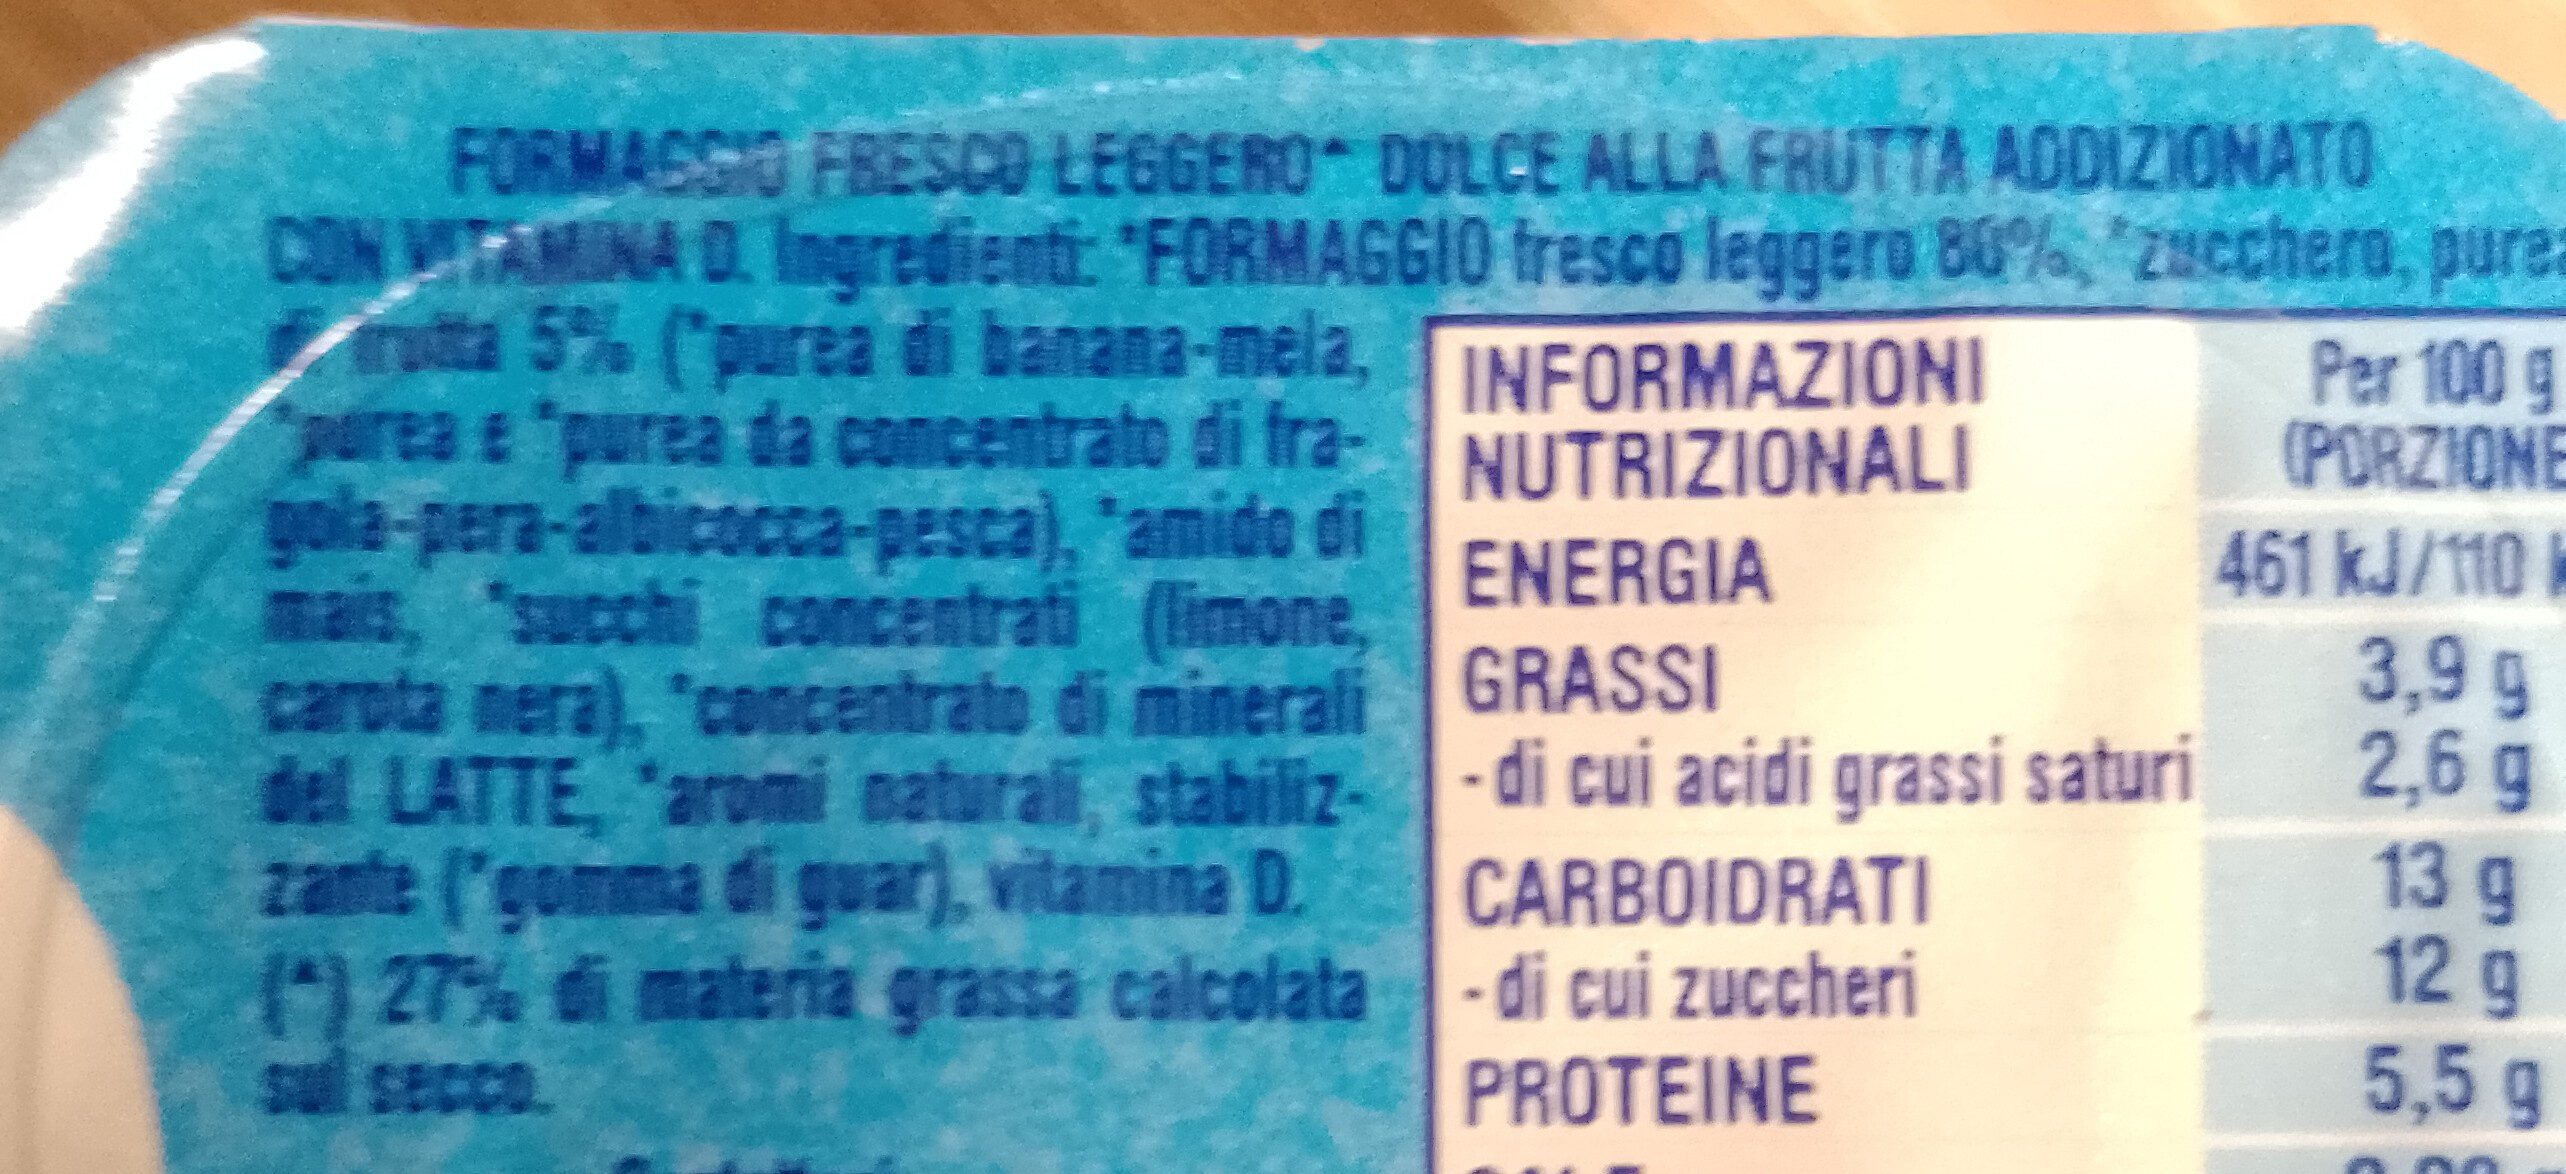 FORMAGGIO FRESCO LEGGERO^ DOLCE ALLA FRUTTA ADDIZIONATO
CON VITAMINA D. Ingredienti: *FORMAGGIO fresco leggero 80%, *zucchero, purea
di frutta 5% (*purea di banana-mela,
*purea e *purea da concentrato di fra-
gola-pera-albicocca-pesca), *amido di
mais, *succhi concentrati (limone,
carota nera), *concentrato di minerali
del LATTE, *aromi naturali, stabiliz-
zante (*gomma di guar), vitamina D.
(^) 27% di materia grassa calcolata
sul secco.
INFORMAZIONI NUTRIZIONALI Per 100 g (PORZIONE
ENERGIA 461 kJ/110 k
GRASSI 3,9 g
- di cui acidi grassi saturi 2,6 g
CARBOIDRATI 13 g
- di cui zuccheri 12 g
PROTEINE 5,5 g